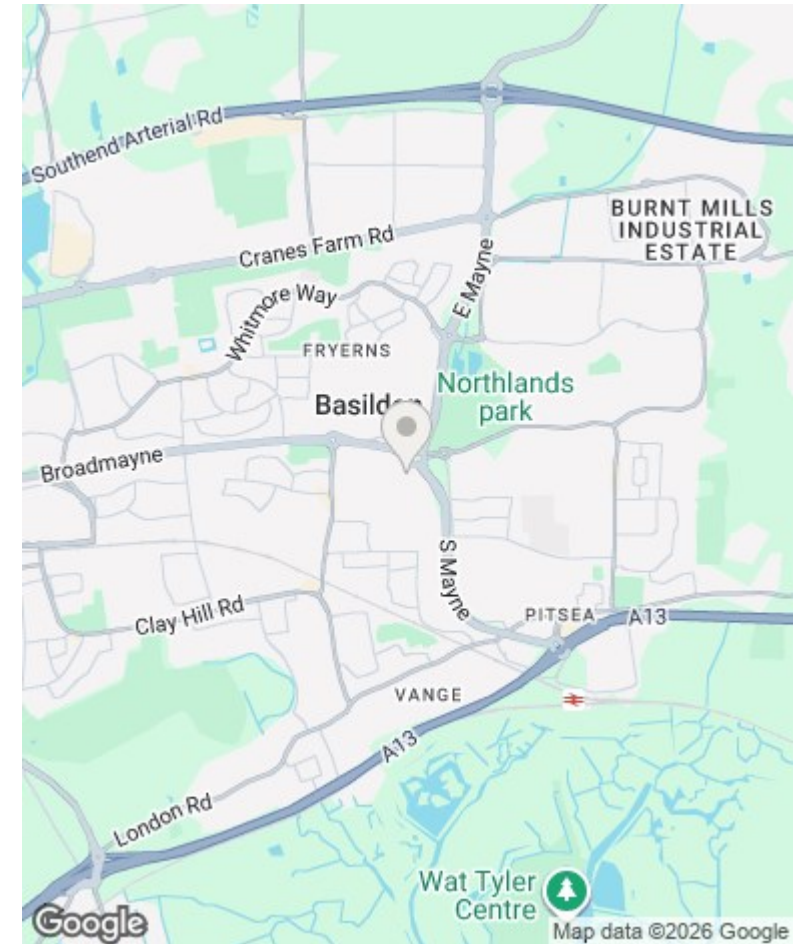 Southend Arterial Rd
BURNT MILLS
INDUSTRIAL
ESTATE
Cranes Farm Rd
E Mayne
Whitmore Way
FRYERNS
Northlands
park
Broadmayne
S Mayne
Clay Hill Rd
PITSEA
A13
VANGE
A13
London Rd
Wat Tyler
Centre
Google
Map data ©2026 Google